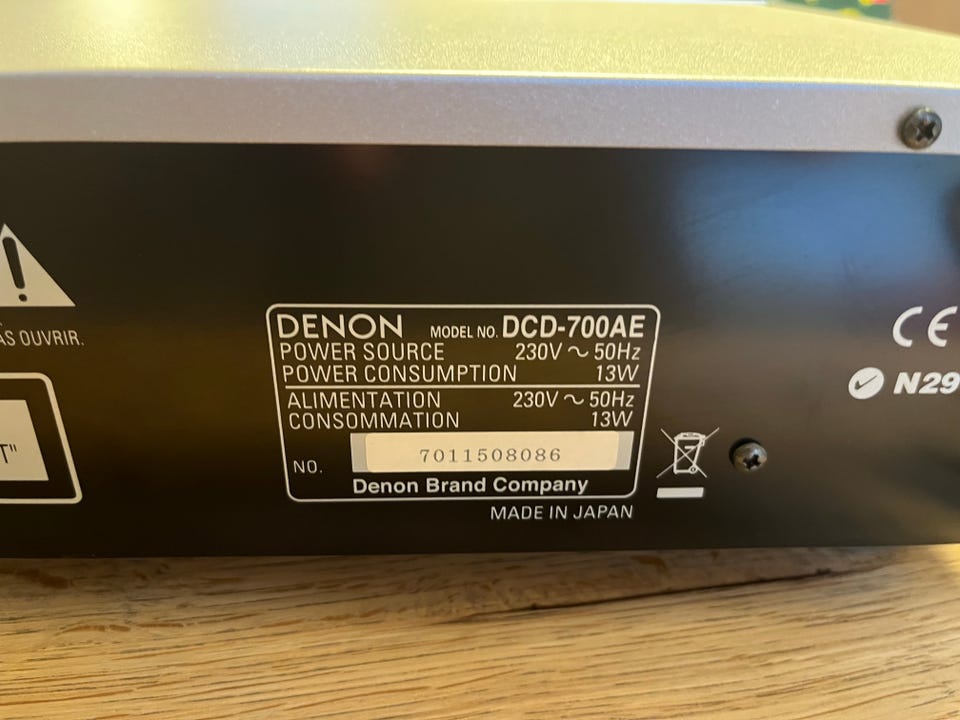 AS OUVRIR.
T"
DENON MODEL NO. DCD-700AE
POWER SOURCE 230V ~ 50Hz
POWER CONSUMPTION 13W
ALIMENTATION 230V ~ 50Hz
CONSOMMATION 13W
NO. 7011508086
Denon Brand Company
MADE IN JAPAN
CE
N29